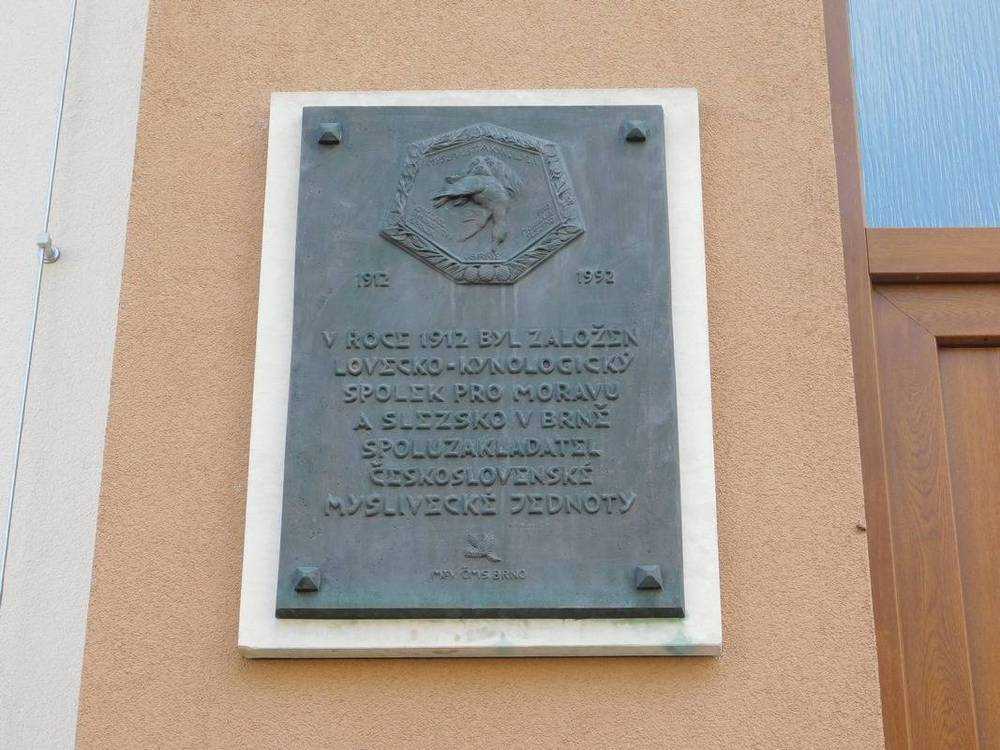 BRNĚ
1912 1992
V ROCE 1912 BYL ZALOŽEN
LOVECKO-KYNOLOGICKÝ
SPOLEK PRO MORAVU
A SLEZSKO V BRNĚ
SPOLUZAKLADATEL
ČESKOSLOVENSKÉ
MYSLIVECKÉ JEDNOTY
ČMS BRNO